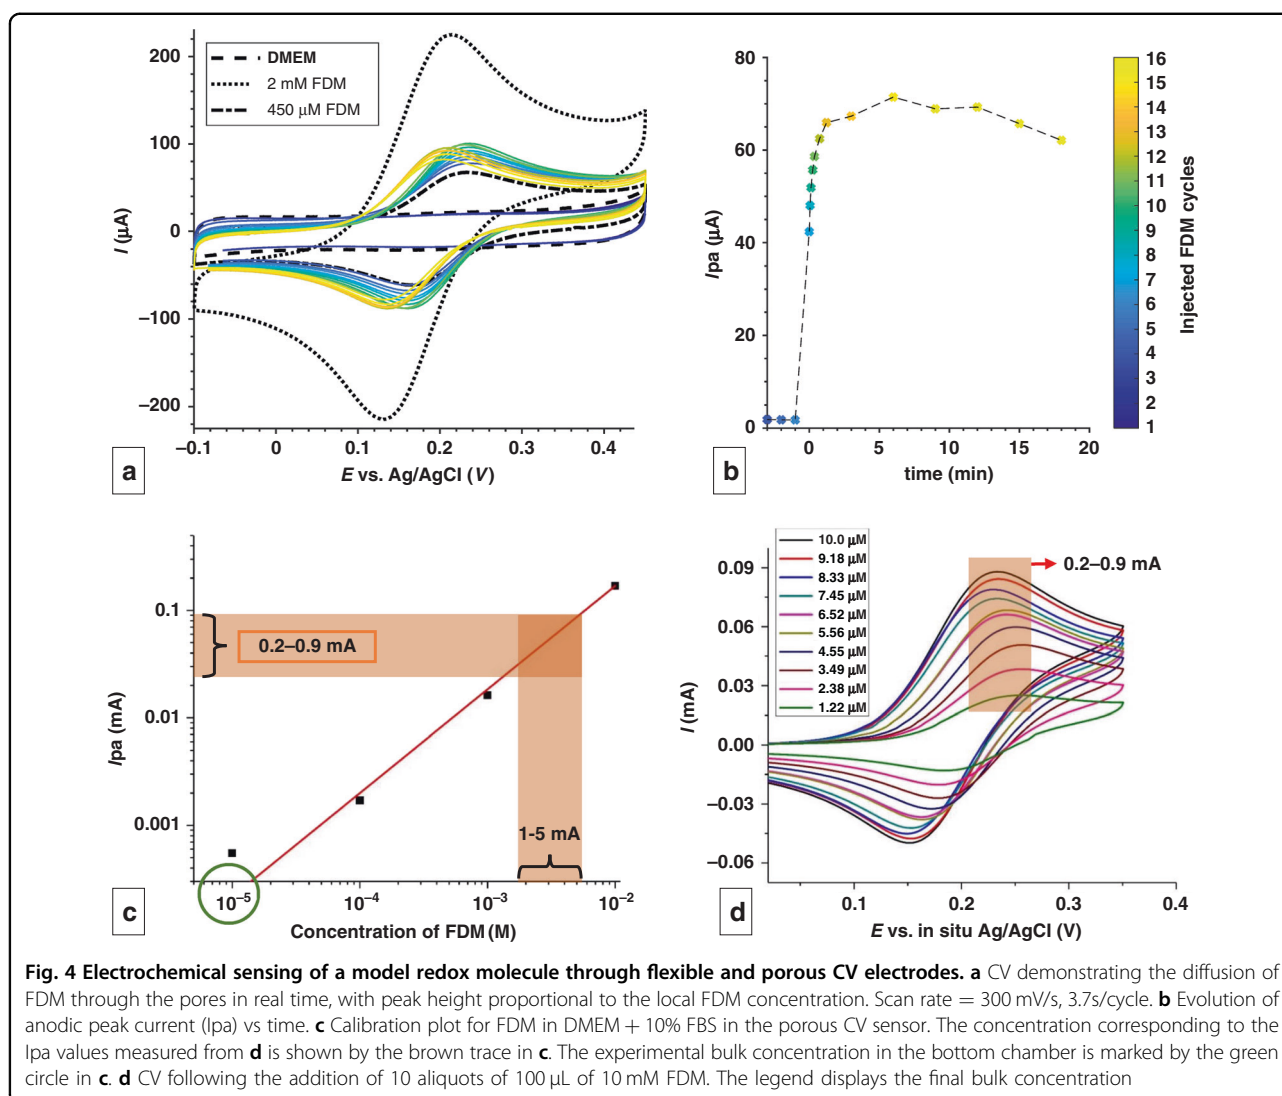 200
100
0
−100
−200
I (µA)
DMEM
2 mM FDM
450 µM FDM
−0.1
0
0.1
0.2
0.3
0.4
E vs. Ag/AgCl (V)
a
80
60
40
20
0
Ipa (µA)
0
5
10
15
20
time (min)
b
16
15
14
13
12
11
10
9
8
7
6
5
4
3
2
1
Injected FDM cycles
0.1
0.01
0.001
Ipa (mA)
0.2–0.9 mA
1-5 mA
10⁻⁵
10⁻⁴
10⁻³
10⁻²
Concentration of FDM (M)
c
10.0 µM
9.18 µM
8.33 µM
7.45 µM
6.52 µM
5.56 µM
4.55 µM
3.49 µM
2.38 µM
1.22 µM
0.2–0.9 mA
0.09
0.06
0.03
0.00
−0.03
−0.06
I (mA)
0.1
0.2
0.3
0.4
E vs. in situ Ag/AgCl (V)
d
Fig. 4 Electrochemical sensing of a model redox molecule through flexible and porous CV electrodes. a CV demonstrating the diffusion of
FDM through the pores in real time, with peak height proportional to the local FDM concentration. Scan rate = 300 mV/s, 3.7s/cycle. b Evolution of
anodic peak current (Ipa) vs time. c Calibration plot for FDM in DMEM + 10% FBS in the porous CV sensor. The concentration corresponding to the
Ipa values measured from d is shown by the brown trace in c. The experimental bulk concentration in the bottom chamber is marked by the green
circle in c. d CV following the addition of 10 aliquots of 100 µL of 10 mM FDM. The legend displays the final bulk concentration